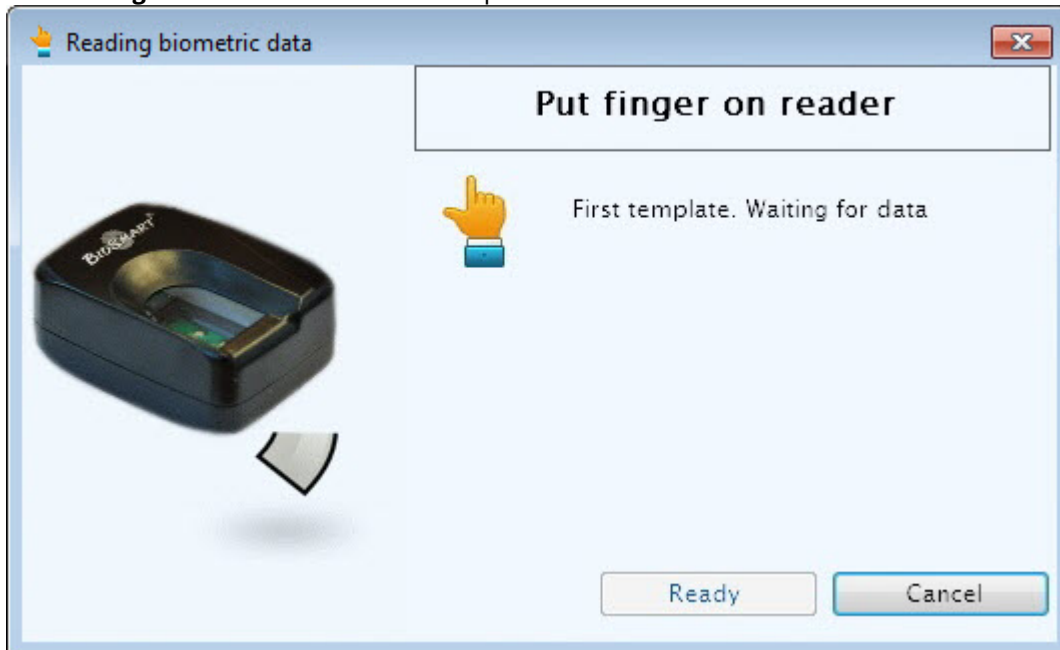 Reading biometric data
Put finger on reader
First template. Waiting for data
BIOSMART
Ready
Cancel